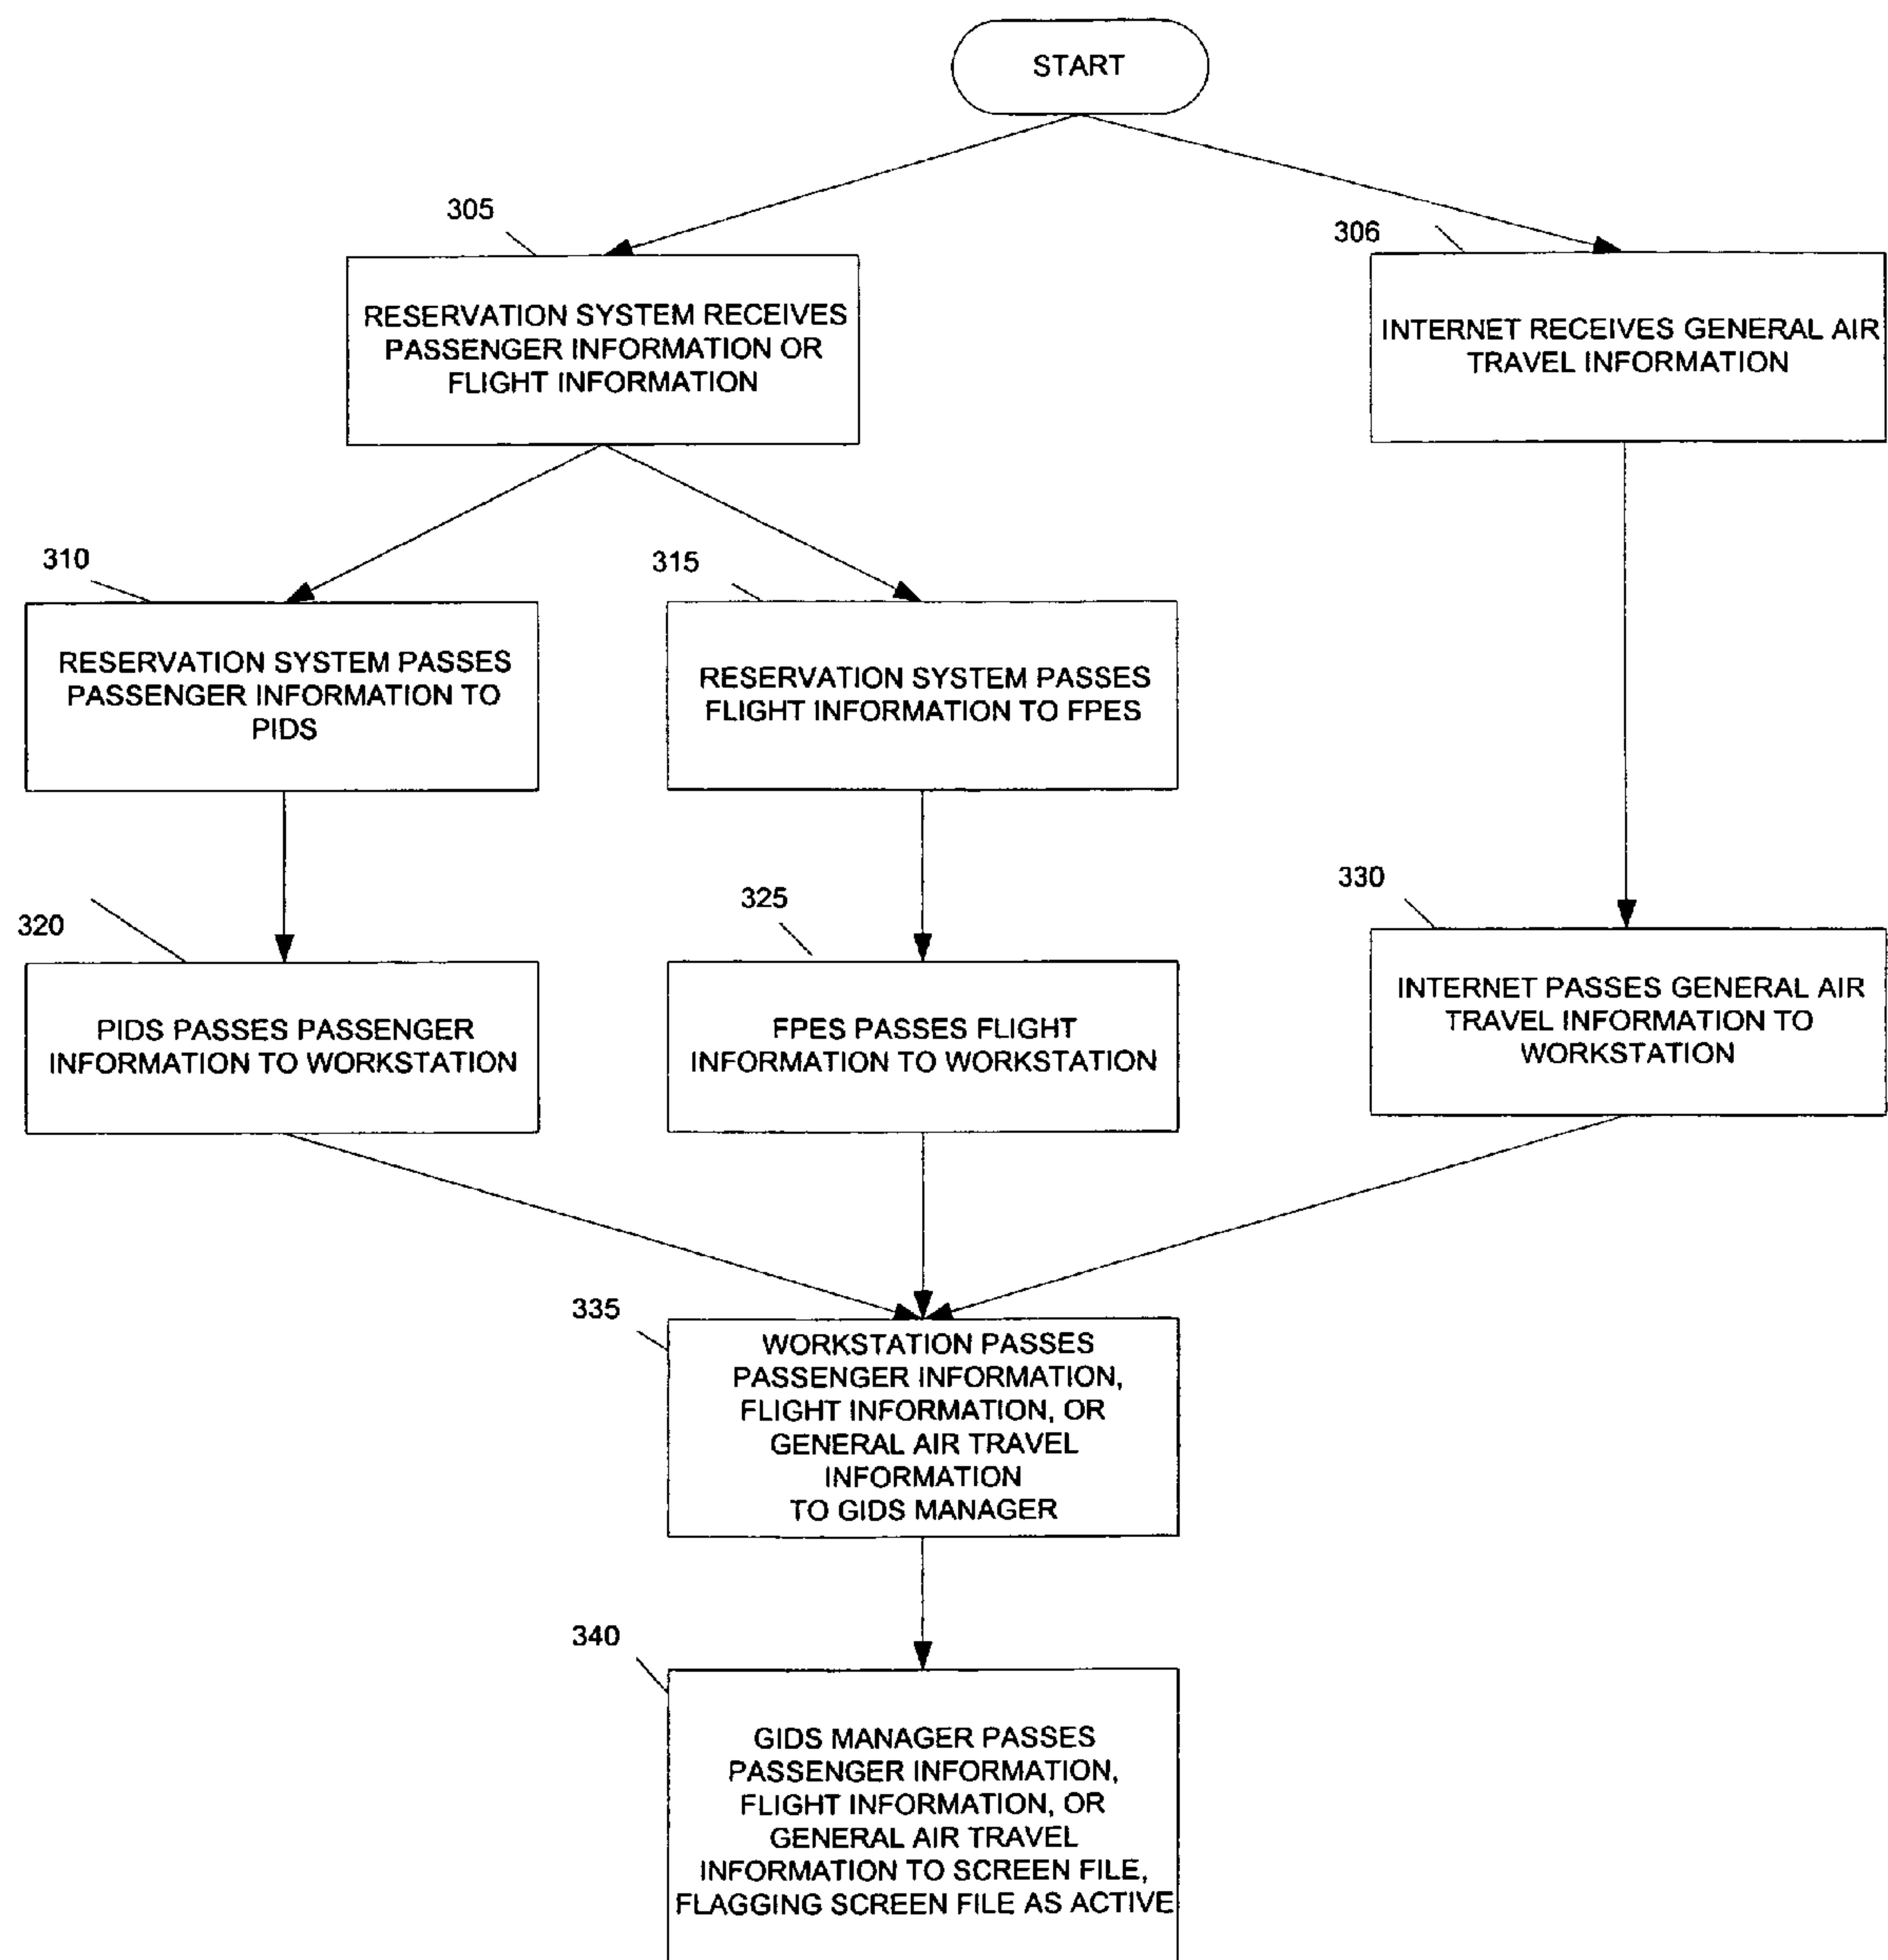 START
305
RESERVATION SYSTEM RECEIVES
PASSENGER INFORMATION OR
FLIGHT INFORMATION
306
INTERNET RECEIVES GENERAL AIR
TRAVEL INFORMATION
310
RESERVATION SYSTEM PASSES
PASSENGER INFORMATION TO
PIDS
315
RESERVATION SYSTEM PASSES
FLIGHT INFORMATION TO FPES
320
PIDS PASSES PASSENGER
INFORMATION TO WORKSTATION
325
FPES PASSES FLIGHT
INFORMATION TO WORKSTATION
330
INTERNET PASSES GENERAL AIR
TRAVEL INFORMATION TO
WORKSTATION
335
WORKSTATION PASSES
PASSENGER INFORMATION,
FLIGHT INFORMATION, OR
GENERAL AIR TRAVEL
INFORMATION
TO GIDS MANAGER
340
GIDS MANAGER PASSES
PASSENGER INFORMATION,
FLIGHT INFORMATION, OR
GENERAL AIR TRAVEL
INFORMATION TO SCREEN FILE,
FLAGGING SCREEN FILE AS ACTIVE